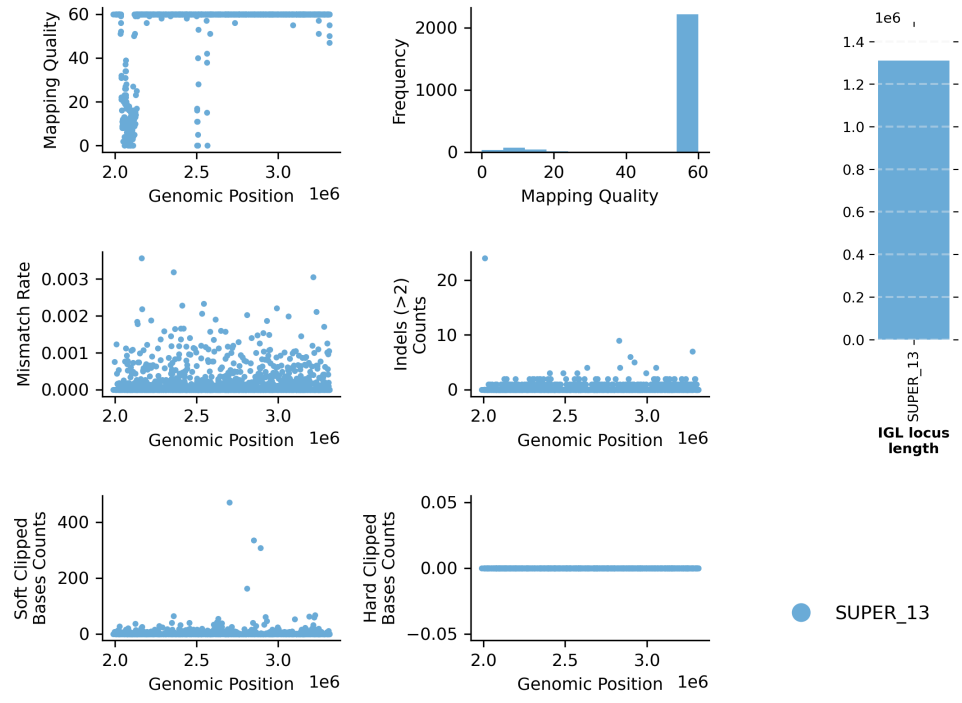 60
40
20
0
Mapping Quality
2.0
2.5
3.0
Genomic Position
1e6
2000
1000
0
Frequency
0
20
40
60
Mapping Quality
1e6
1.4
1.2
1.0
0.8
0.6
0.4
0.2
0.0
SUPER_13
IGL locus
length
0.003
0.002
0.001
0.000
Mismatch Rate
2.0
2.5
3.0
Genomic Position
1e6
20
10
0
Indels (>2)
Counts
2.0
2.5
3.0
Genomic Position
1e6
400
200
0
Soft Clipped
Bases Counts
2.0
2.5
3.0
Genomic Position
1e6
0.05
0.00
−0.05
Hard Clipped
Bases Counts
2.0
2.5
3.0
Genomic Position
1e6
SUPER_13